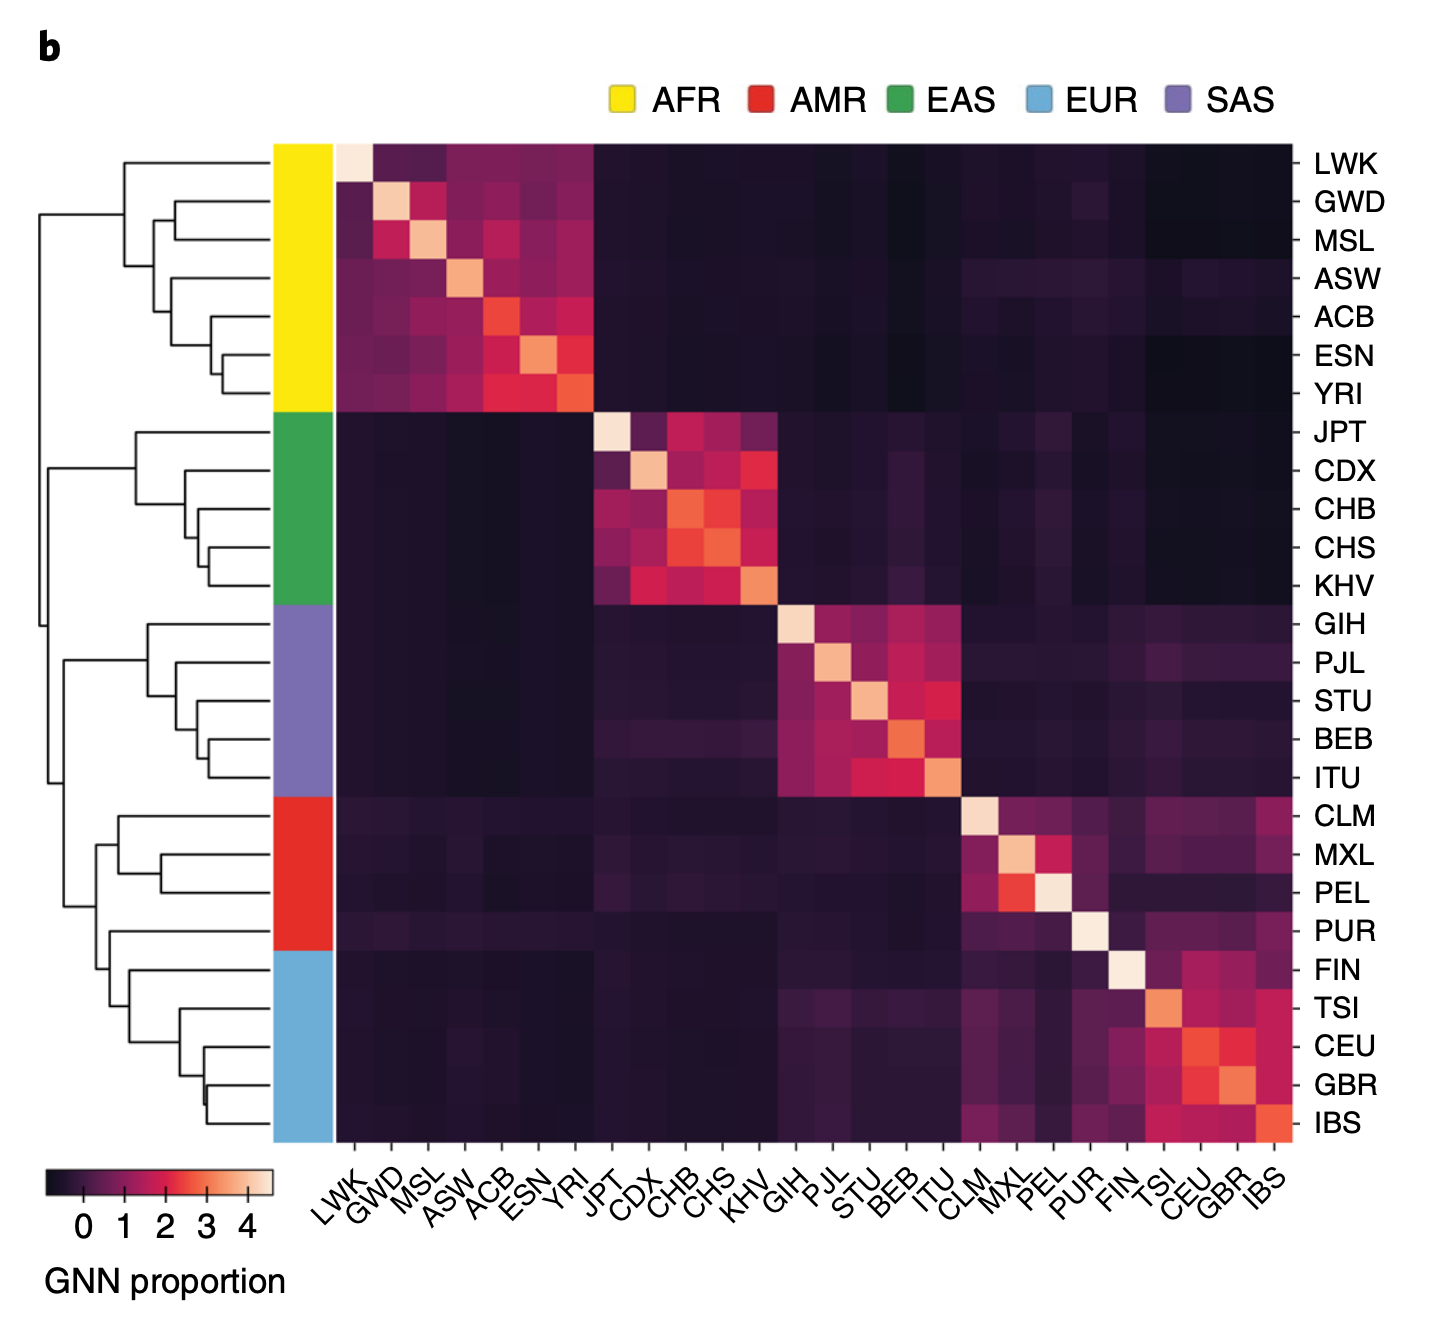 b
AFR AMR EAS EUR SAS
LWK
GWD
MSL
ASW
ACB
ESN
YRI
JPT
CDX
CHB
CHS
KHV
GIH
PJL
STU
BEB
ITU
CLM
MXL
PEL
PUR
FIN
TSI
CEU
GBR
IBS
LWK GWD MSL ASW ACB ESN YRI JPT CDX CHB CHS KHV GIH PJL STU BEB ITU CLM MXL PEL PUR FIN TSI CEU GBR IBS
0 1 2 3 4
GNN proportion